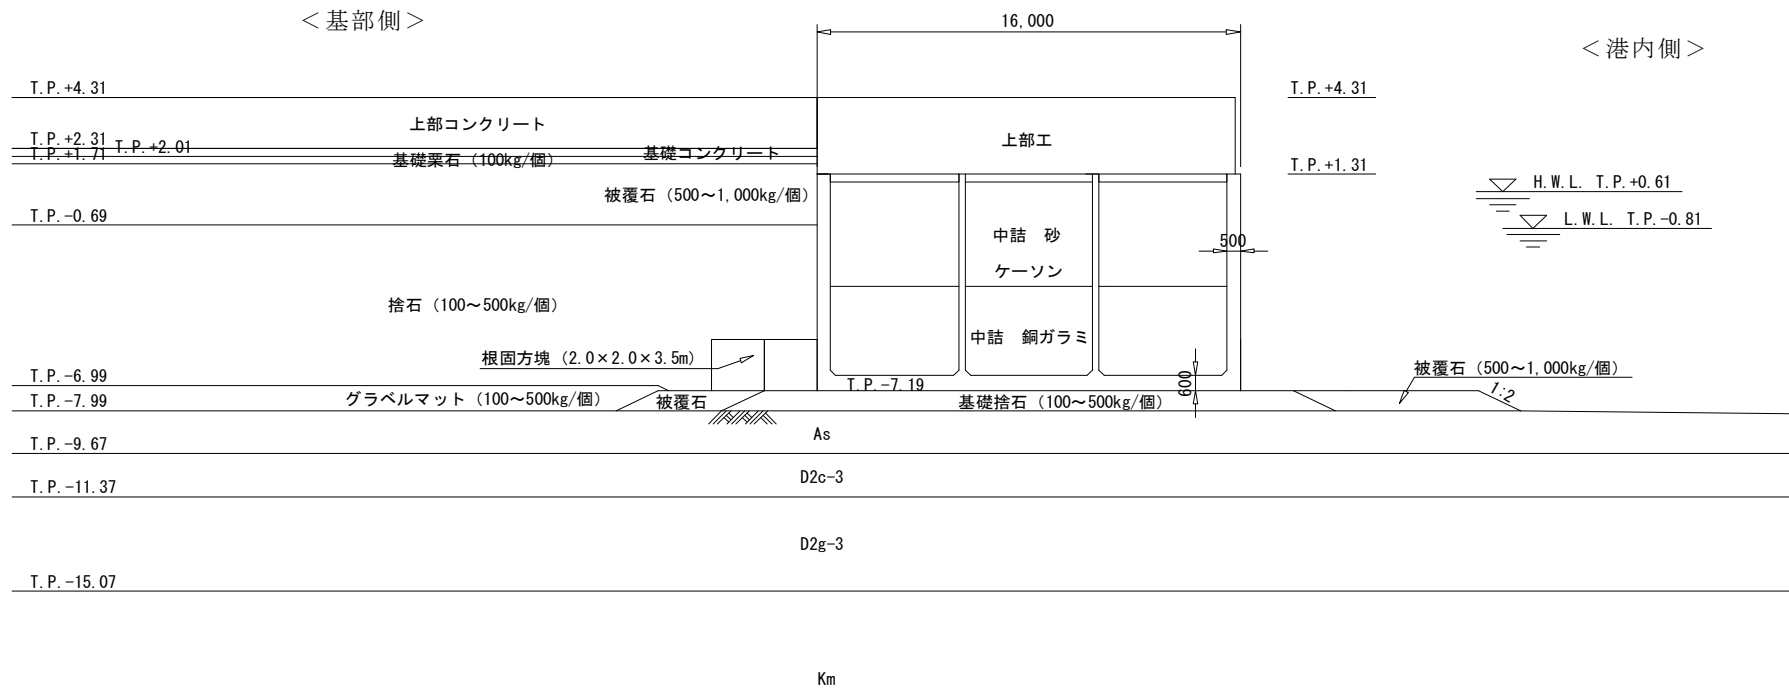 ＜基部側＞
16,000
＜港内側＞
T.P.+4.31
T.P.+4.31
上部コンクリート
T.P.+2.31
T.P.+2.01
T.P.+1.71
基礎栗石（100kg/個）
基礎コンクリート
上部工
T.P.+1.31
被覆石（500～1,000kg/個）
H.W.L. T.P.+0.61
T.P.-0.69
L.W.L. T.P.-0.81
中詰 砂
500
ケーソン
捨石（100～500kg/個）
中詰 銅ガラミ
根固方塊（2.0×2.0×3.5m）
T.P.-6.99
T.P.-7.19
600
被覆石（500～1,000kg/個）
T.P.-7.99
グラベルマット（100～500kg/個）
被覆石
基礎捨石（100～500kg/個）
1:2
As
T.P.-9.67
D2c-3
T.P.-11.37
D2g-3
T.P.-15.07
Km